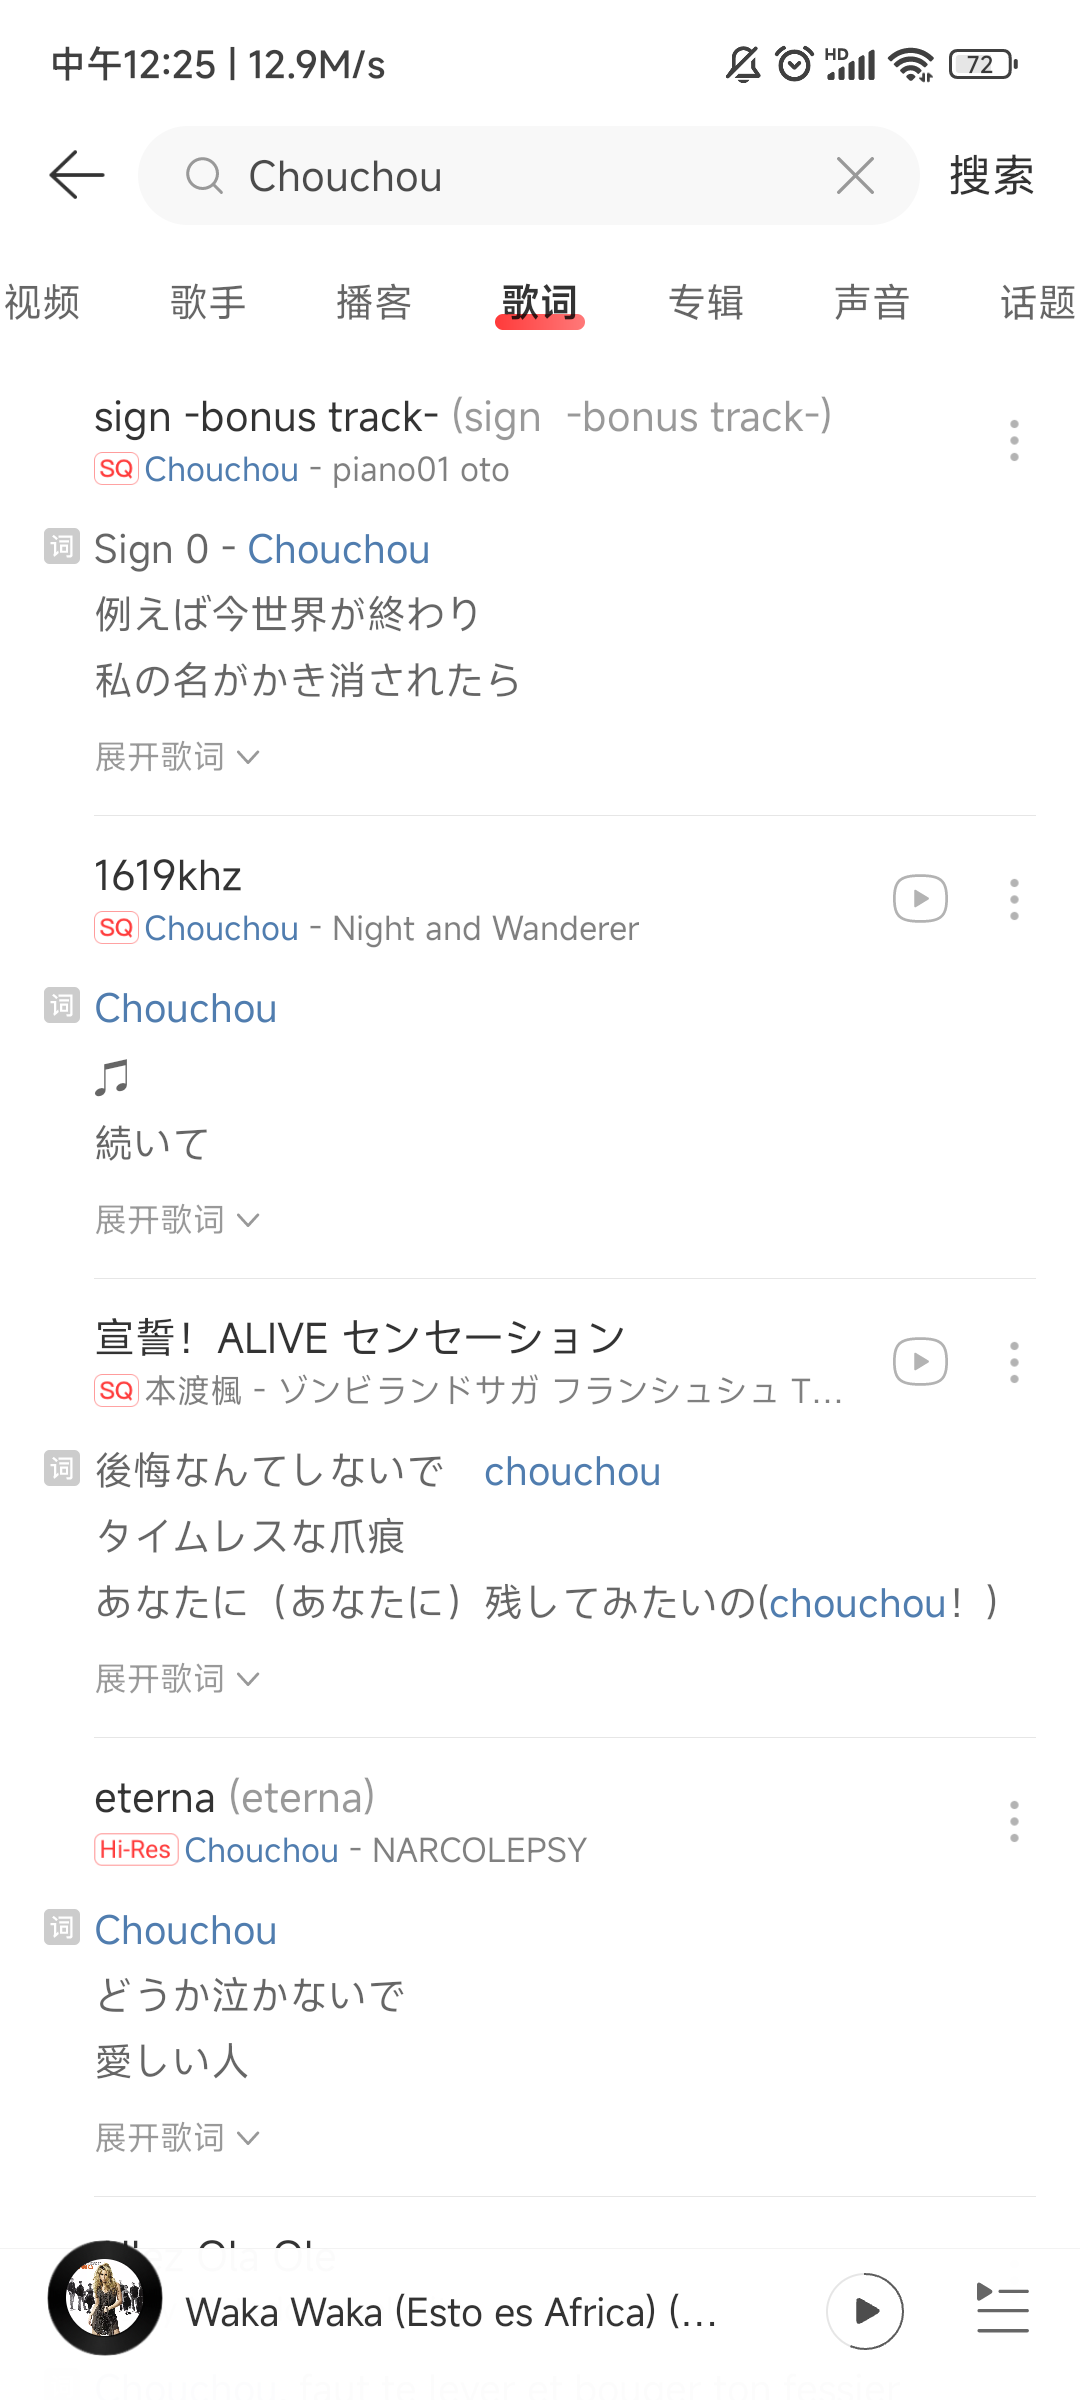 中午12:25 | 12.9M/s
HD
72
Chouchou
搜索
视频 歌手 播客 歌词 专辑 声音 话题
sign -bonus track- (sign -bonus track-)
SQ Chouchou - piano01 oto
词 Sign 0 - Chouchou
例えば今世界が終わり
私の名がかき消されたら
展开歌词
1619khz
SQ Chouchou - Night and Wanderer
词 Chouchou
♫
続いて
展开歌词
宣誓！ALIVE センセーション
SQ 本渡楓 - ゾンビランドサガ フランシュシュ T...
词 後悔なんてしないで　chouchou
タイムレスな爪痕
あなたに（あなたに）残してみたいの(chouchou！)
展开歌词
eterna (eterna)
Hi-Res Chouchou - NARCOLEPSY
词 Chouchou
どうか泣かないで
愛しい人
展开歌词
Ola Ole
Waka Waka (Esto es Africa) (...
Chouchou, faut te lever et bouger ton fessier